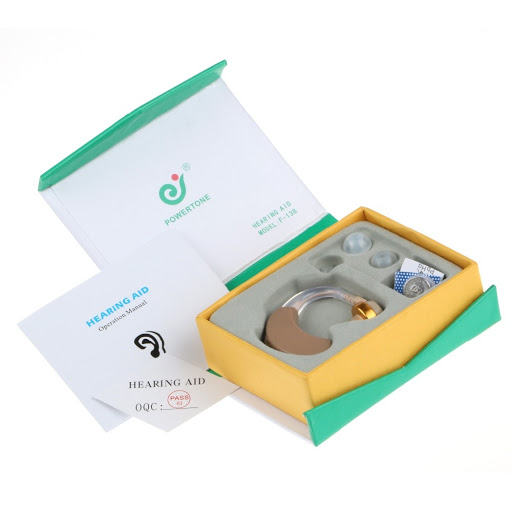 ®
POWERTONE
HEARING AID
MODEL:F-138
HEARING AID
Operation Manual
HEARING AID
OQC:
PASS